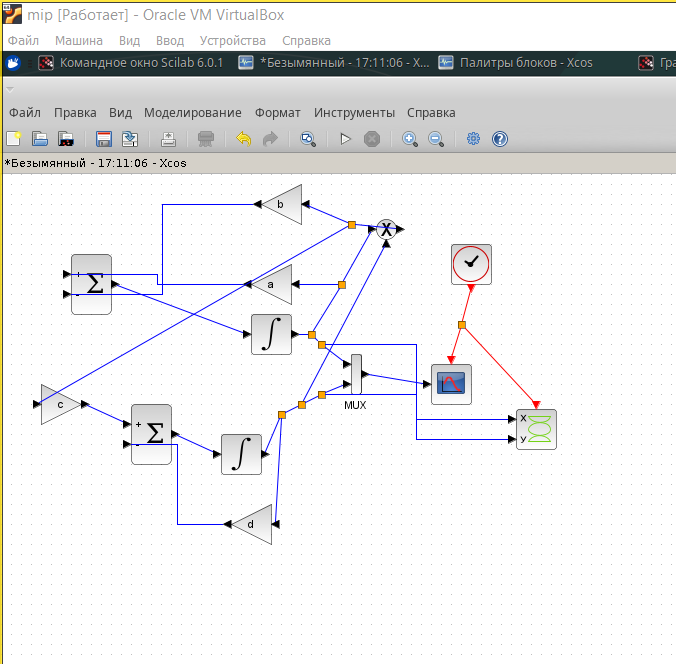 mip [Работает] - Oracle VM VirtualBox
Файл Машина Вид Ввод Устройства Справка
Командное окно Scilab 6.0.1 *Безымянный - 17:11:06 - X... Палитры блоков - Xcos Гра
Файл Правка Вид Моделирование Формат Инструменты Справка
*Безымянный - 17:11:06 - Xcos
b
X
+
Σ
-
a
∫
c
MUX
+
Σ
-
∫
X
y
d